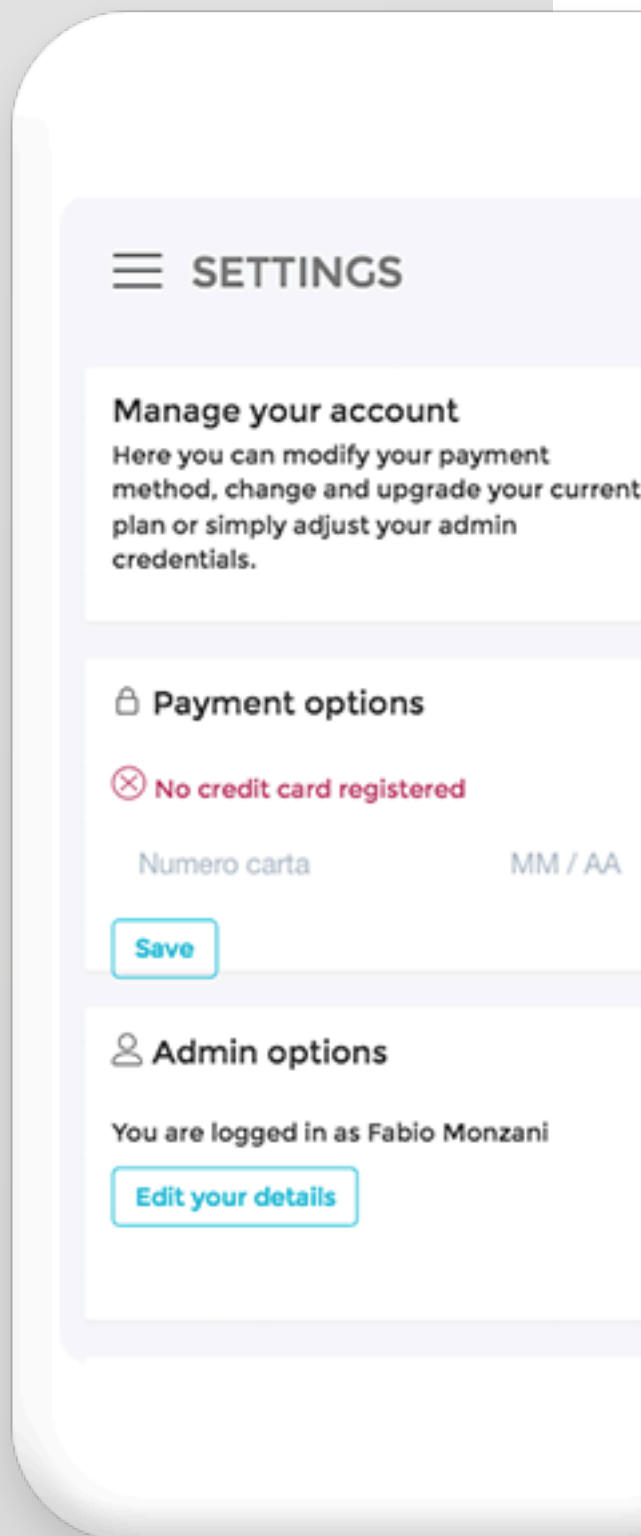 SETTINGS
Manage your account
Here you can modify your payment
method, change and upgrade your current
plan or simply adjust your admin
credentials.
Payment options
No credit card registered
Numero carta MM / AA
Save
Admin options
You are logged in as Fabio Monzani
Edit your details